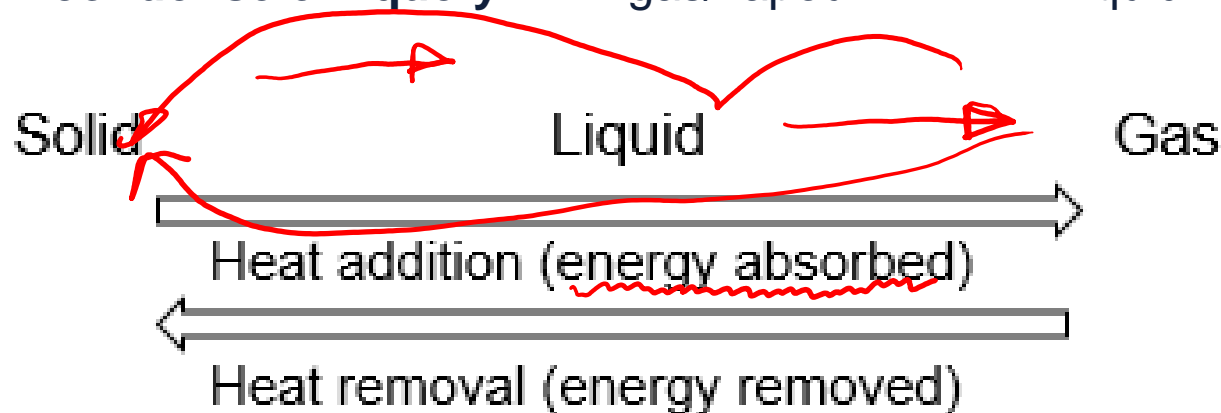 Solid Liquid Gas
Heat addition (energy absorbed)
Heat removal (energy removed)